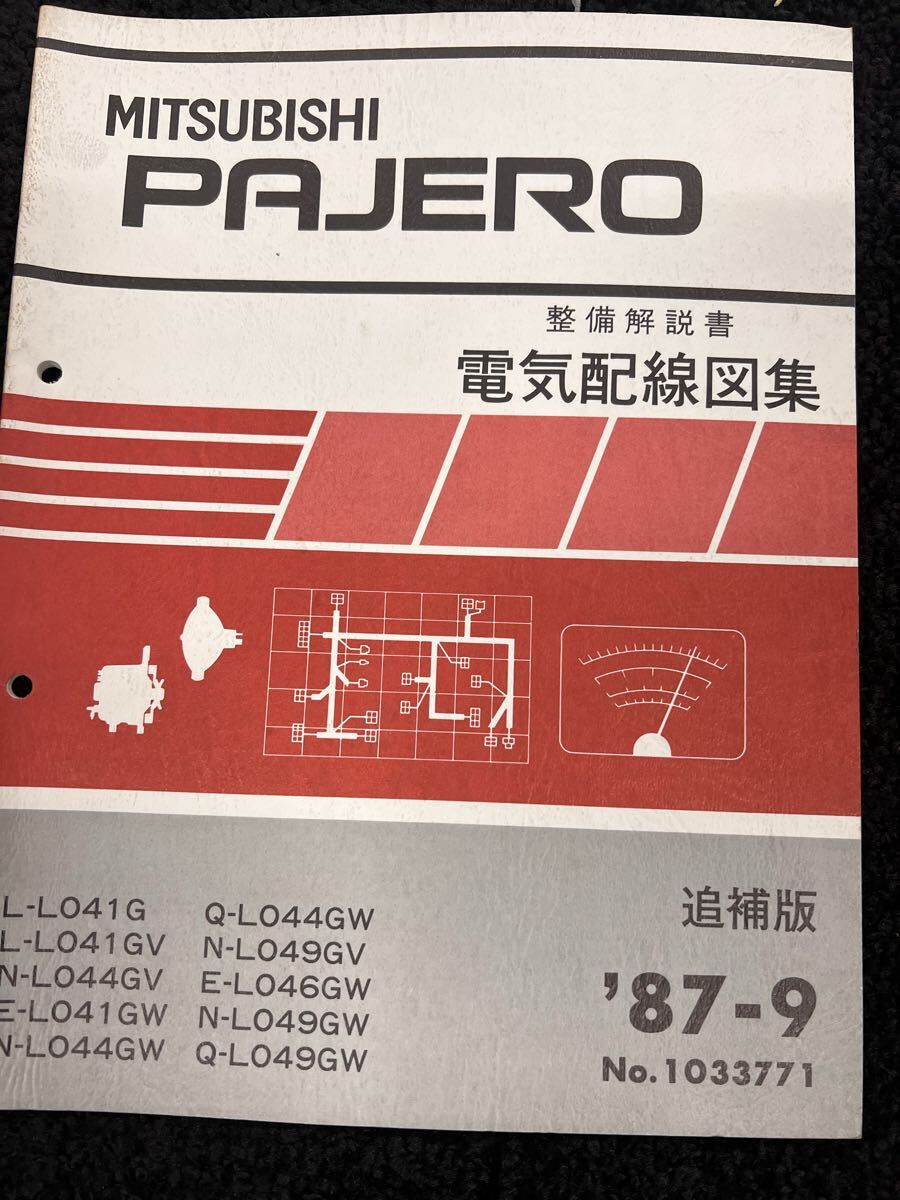 MITSUBISHI
PAJERO
整備解説書
電気配線図集
L-L041G Q-L044GW
L-L041GV N-L049GV
N-L044GV E-L046GW
E-L041GW N-L049GW
N-L044GW Q-L049GW
追補版
'87-9
No.1033771